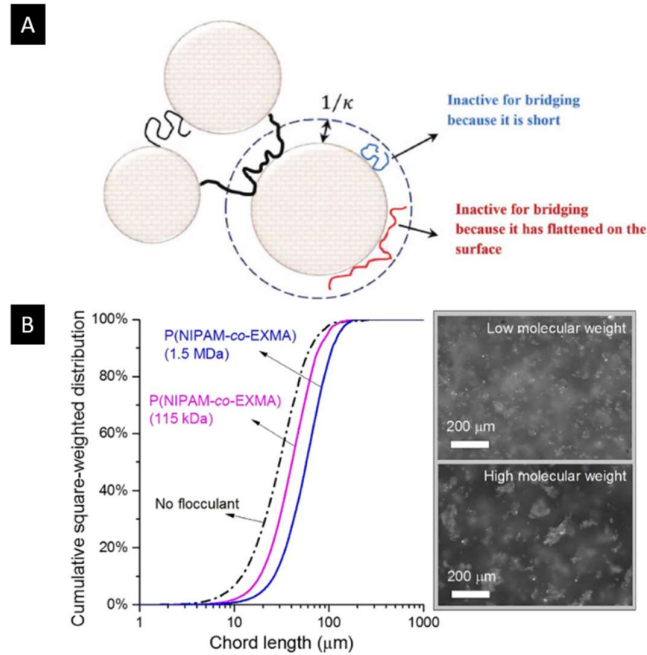 A
1/κ
Inactive for bridging
because it is short
Inactive for bridging
because it has flattened on the
surface
B
Cumulative square-weighted distribution
100%
80%
60%
40%
20%
0%
P(NIPAM-co-EXMA)
(1.5 MDa)
P(NIPAM-co-EXMA)
(115 kDa)
No flocculant
1
10
100
1000
Chord length (μm)
Low molecular weight
200 μm
High molecular weight
200 μm